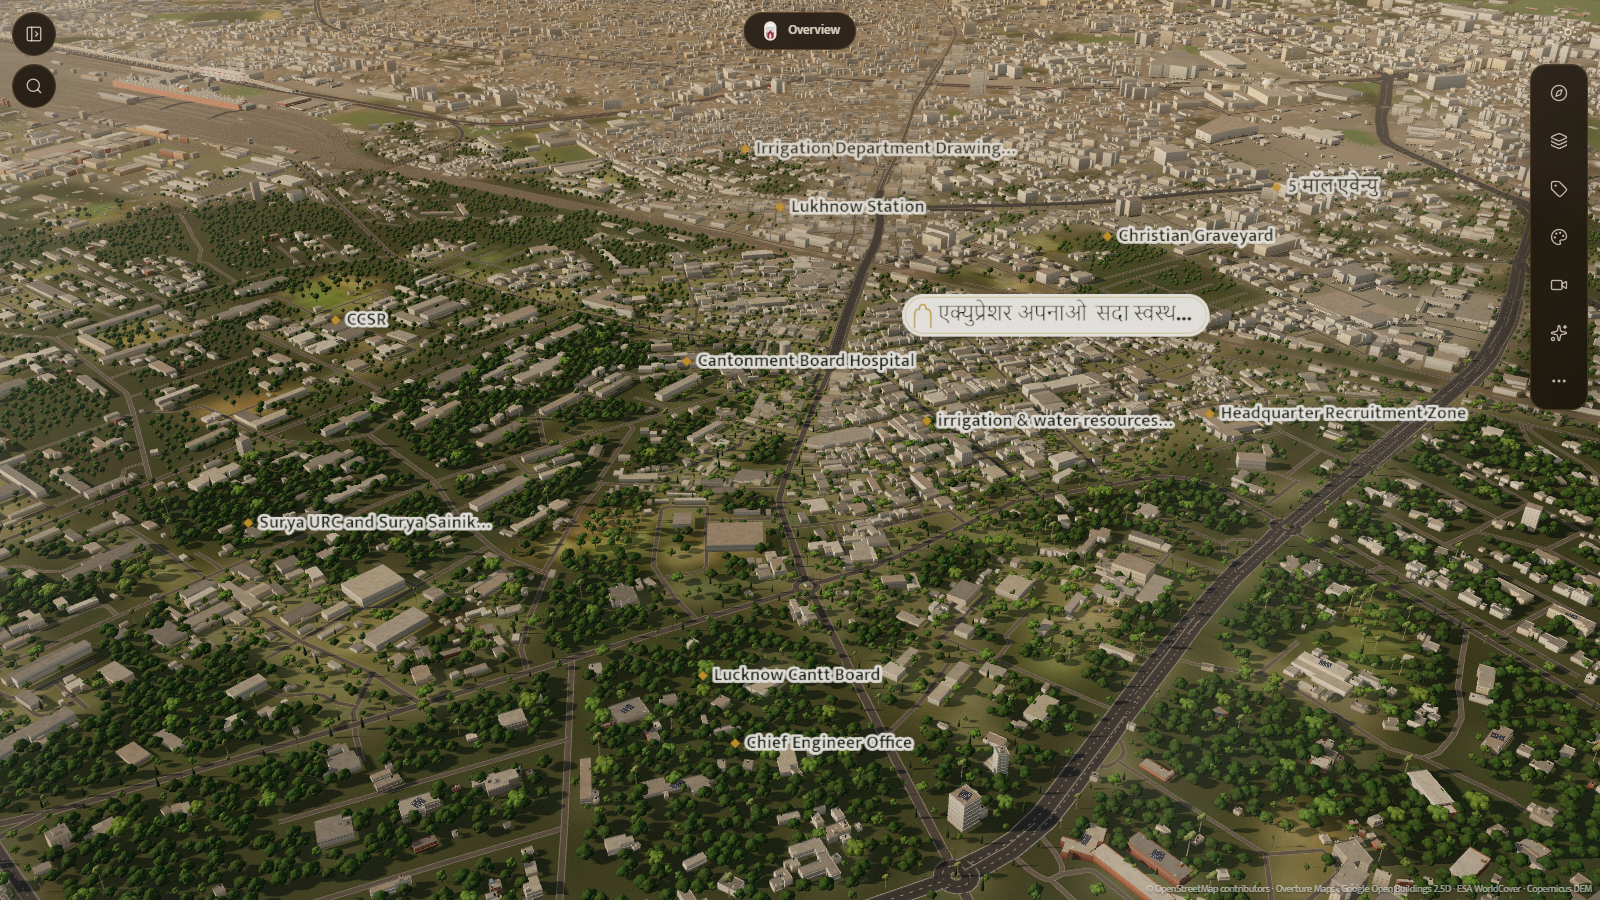 Overview
Irrigation Department Drawing...
5 मॉल एवेन्यु
Lukhnow Station
Christian Graveyard
एक्युप्रेशर अपनाओ सदा स्वस्थ...
CCSR
Cantonment Board Hospital
Headquarter Recruitment Zone
irrigation & water resources...
Surya URC and Surya Sainik...
Lucknow Cantt Board
Chief Engineer Office
© OpenStreetMap contributors · Overture Maps · Google Open Buildings 2.5D · ESA WorldCover · Copernicus DEM